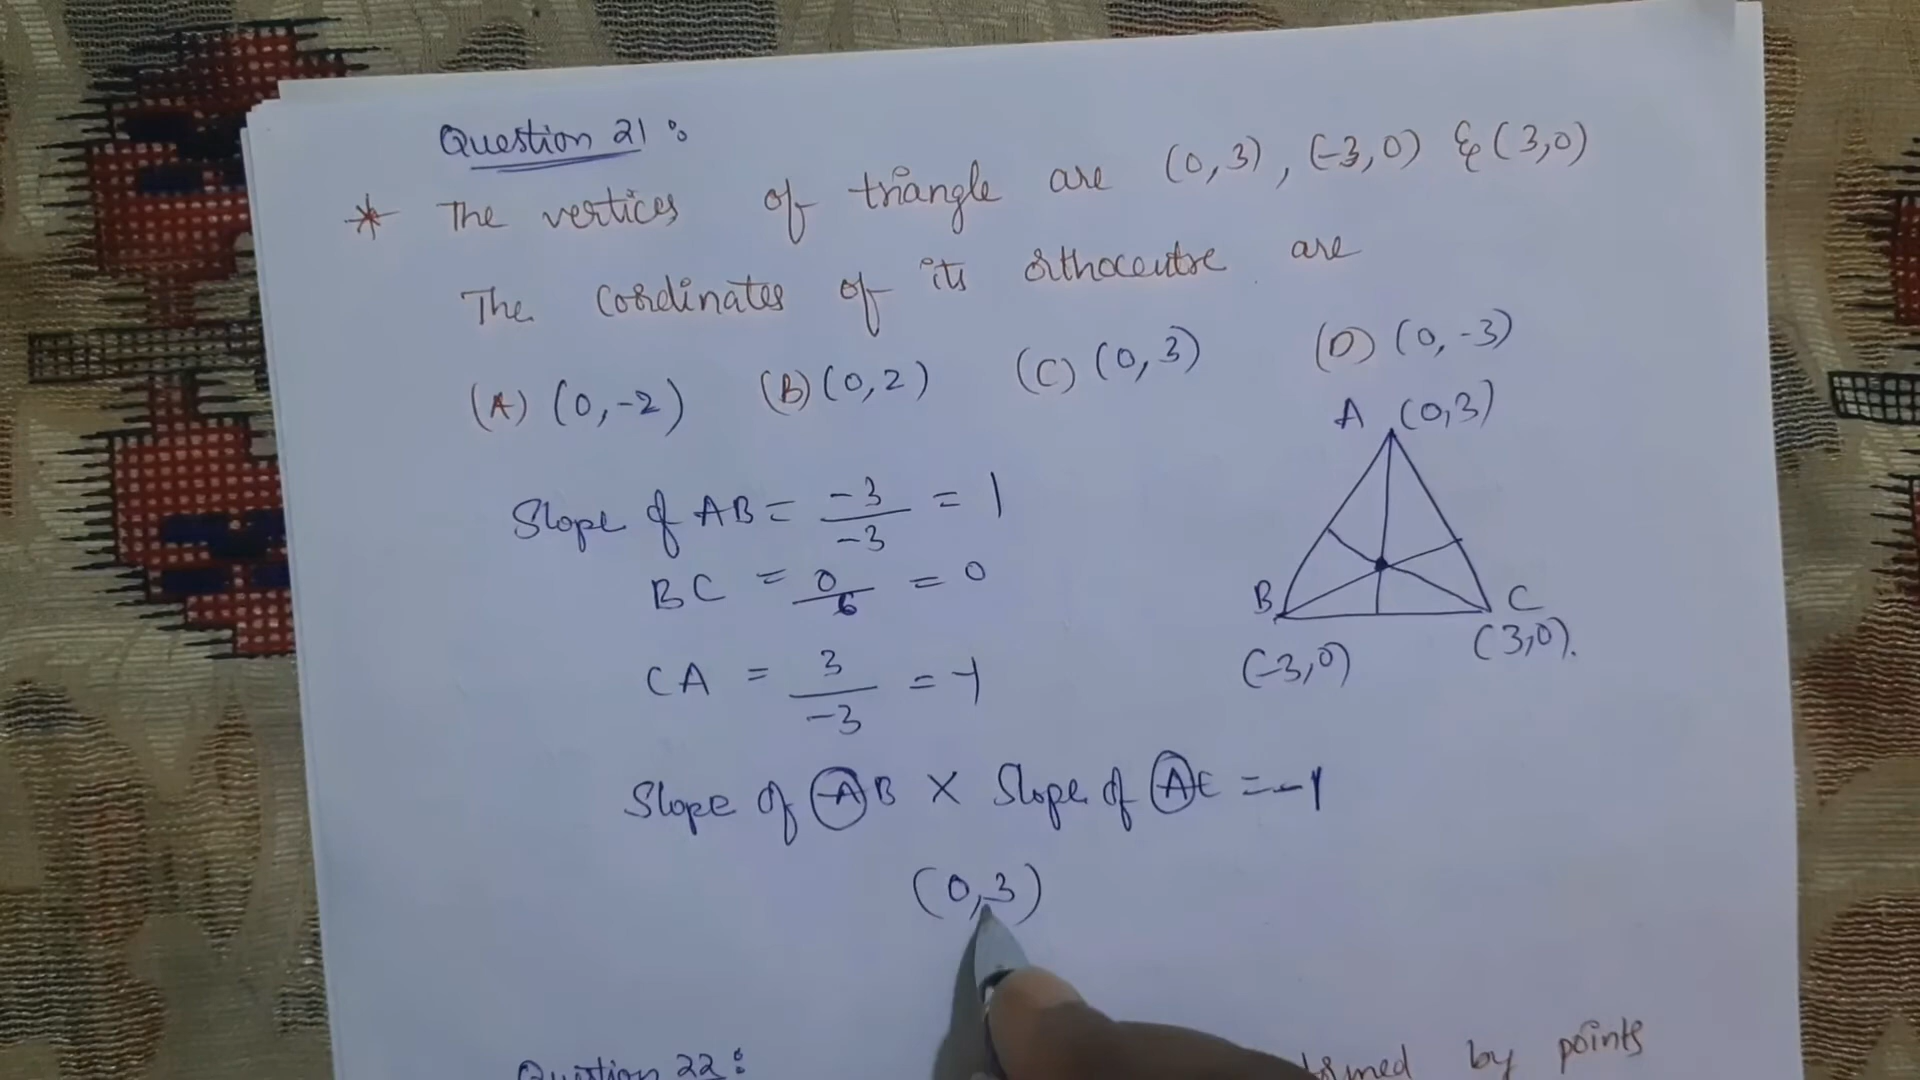 Question 21:
* The vertices of triangle are (0,3), (-3,0) & (3,0)
The coordinates of its orthocentre are
(A) (0,-2) (B) (0,2) (C) (0,3) (D) (0,-3)
A (0,3)
Slope of AB = -3/-3 = 1
BC = 0/6 = 0
B C
(-3,0) (3,0).
CA = 3/-3 = -1
Slope of AB × Slope of AC = -1
(0,3)
Question 22:
by points